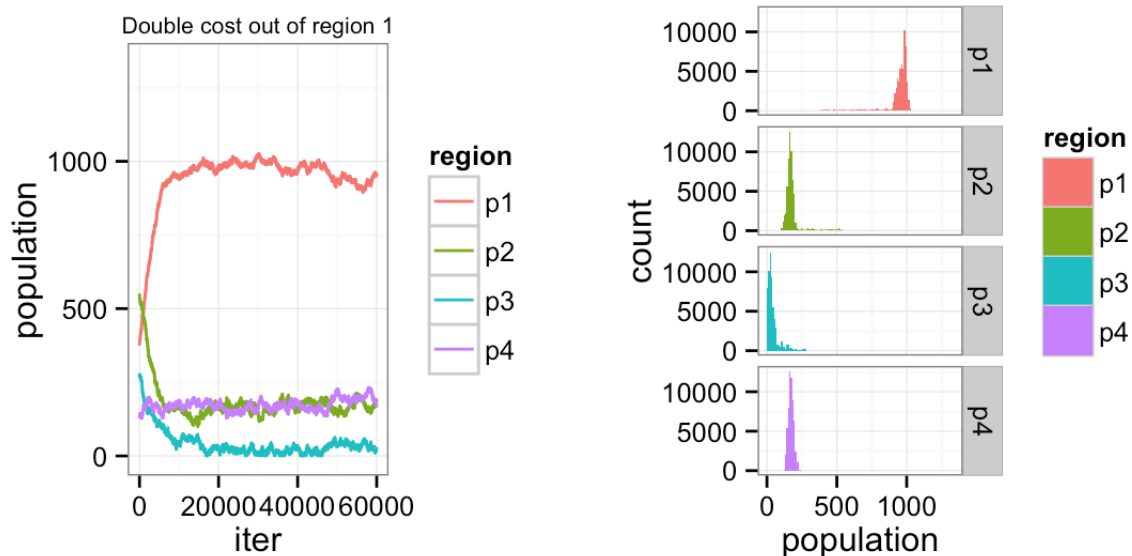 Double cost out of region 1
population
1000
500
0
0
20000
40000
60000
iter
region
p1
p2
p3
p4
count
10000
5000
0
p1
10000
5000
0
p2
10000
5000
0
p3
10000
5000
0
p4
0
500
1000
population
region
p1
p2
p3
p4